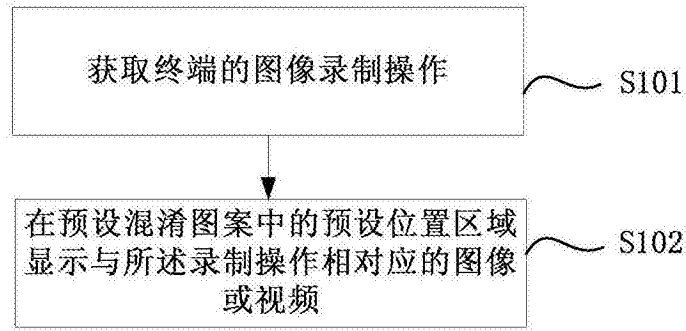 获取终端的图像录制操作
S101
在预设混淆图案中的预设位置区域
显示与所述录制操作相对应的图像
或视频
S102